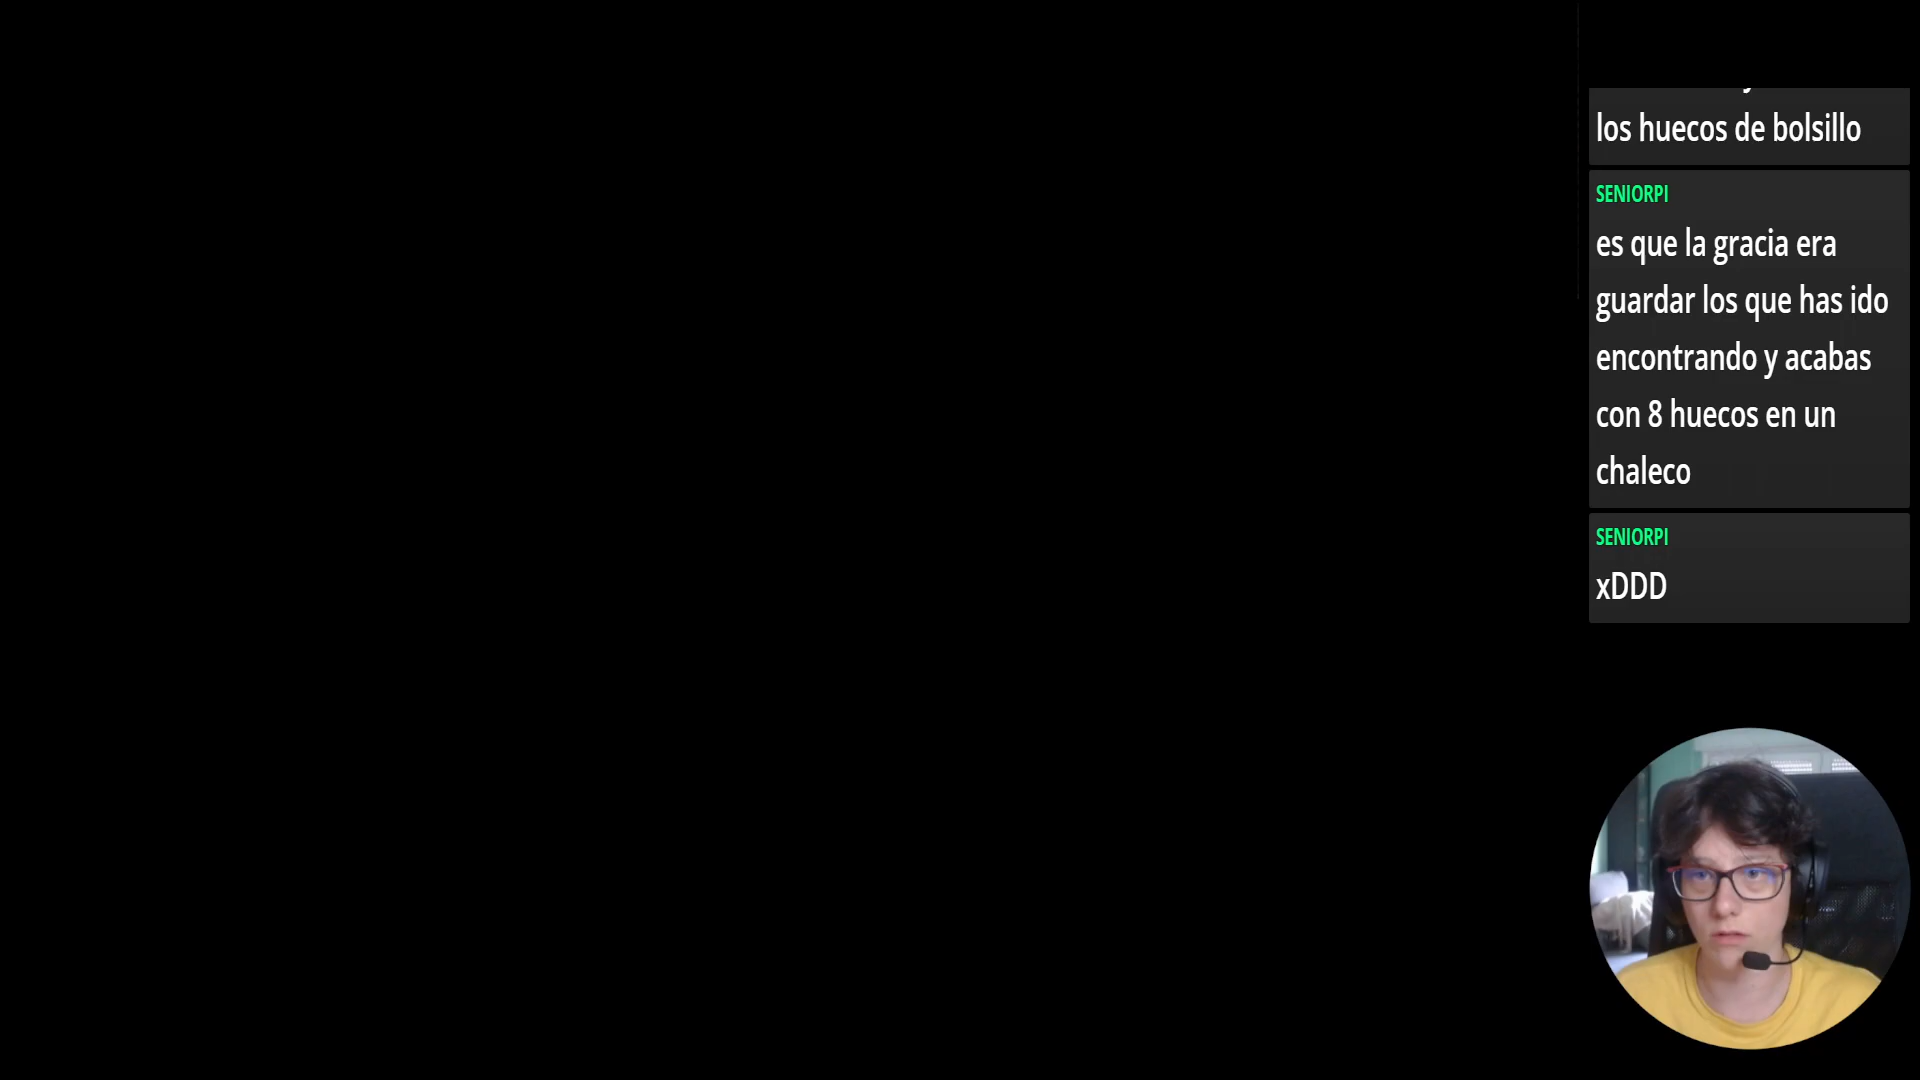 los huecos de bolsillo
SENIORPI
es que la gracia era
guardar los que has ido
encontrando y acabas
con 8 huecos en un
chaleco
SENIORPI
xDDD